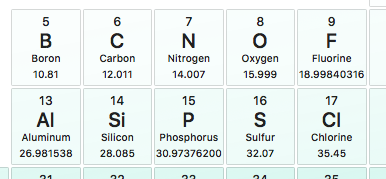 5 6 7 8 9
B C N O F
Boron Carbon Nitrogen Oxygen Fluorine
10.81 12.011 14.007 15.999 18.99840316
13 14 15 16 17
Al Si P S Cl
Aluminum Silicon Phosphorus Sulfur Chlorine
26.981538 28.085 30.97376200 32.07 35.45